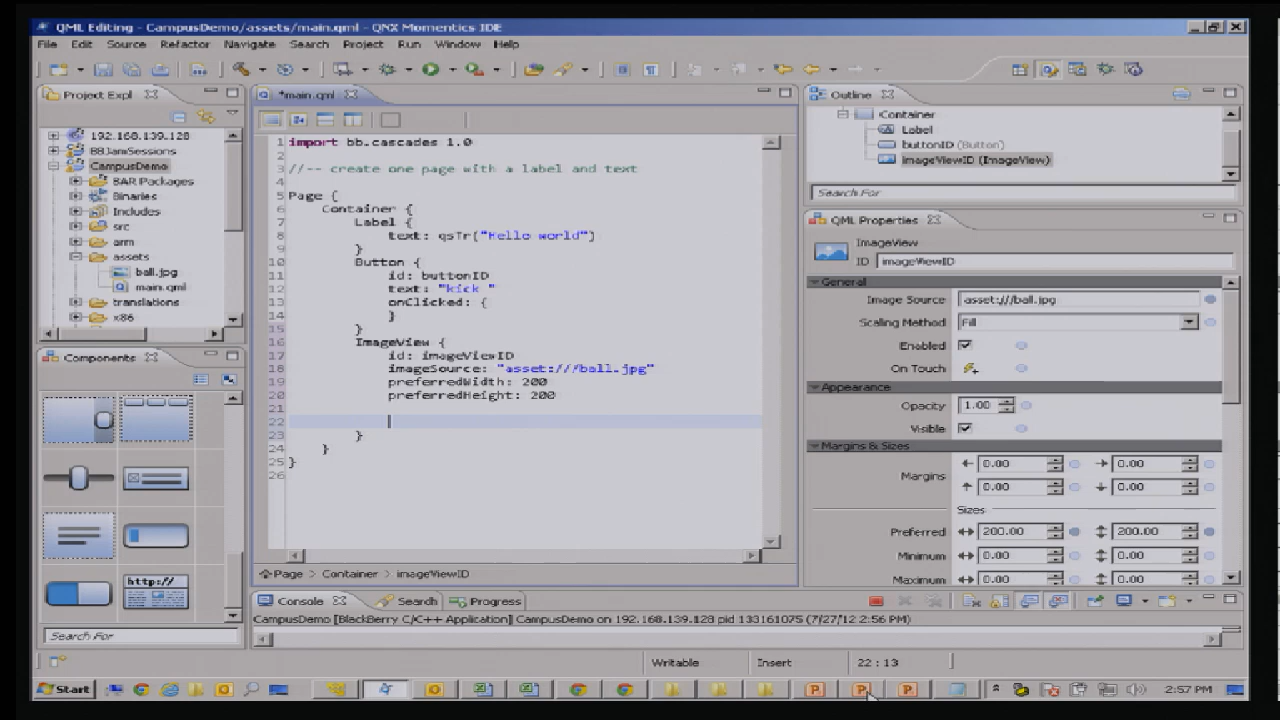 QML Editing - CampusDemo/assets/main.qml - QNX Momentics IDE
File Edit Source Refactor Navigate Search Project Run Window Help
Project Expl
192.168.139.128
BBJamSessions
CampusDemo
BAR Packages
Binaries
Includes
src
arm
assets
ball.jpg
main.qml
translations
x86
Components
http://
Search For
*main.qml
1 import bb.cascades 1.0
2
3 //-- create one page with a label and text
4
5 Page {
6 Container {
7 Label {
8 text: qsTr("Hello world")
9 }
10 Button {
11 id: buttonID
12 text: "kick "
13 onClicked: {
14 }
15 }
16 ImageView {
17 id: imageViewID
18 imageSource: "asset:///ball.jpg"
19 preferredWidth: 200
20 preferredHeight: 200
21
22
23 }
24 }
25 }
26
Page > Container > imageViewID
Outline
Container
Label
buttonID (Button)
imageViewID (ImageView)
Search For
QML Properties
ImageView
ID imageViewID
General
Image Source asset:///ball.jpg
Scaling Method Fill
Enabled
On Touch
Appearance
Opacity 1.00
Visible
Margins & Sizes
Margins 0.00 0.00
0.00 0.00
Sizes
Preferred 200.00 200.00
Minimum 0.00 0.00
Maximum 0.00 0.00
Console Search Progress
CampusDemo [BlackBerry C/C++ Application] CampusDemo on 192.168.139.128 pid 133161075 (7/27/12 2:56 PM)
Writable Insert 22 : 13
Start 2:57 PM